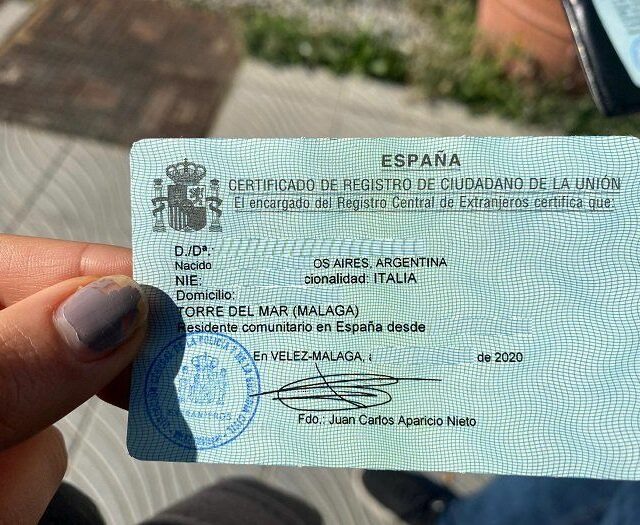 ESPAÑA
CERTIFICADO DE REGISTRO DE CIUDADANO DE LA UNIÓN
El encargado del Registro Central de Extranjeros certifica que:
D./Dª.:
Nacido OS AIRES, ARGENTINA
NIE: cionalidad: ITALIA
Domicilio:
TORRE DEL MAR (MALAGA)
Residente comunitario en España desde
En VELEZ-MALAGA, de 2020
Fdo.: Juan Carlos Aparicio Nieto